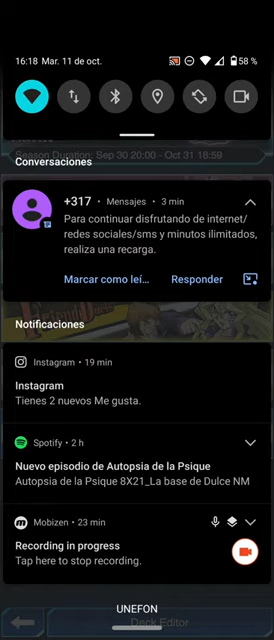 16:18 Mar. 11 de oct.
58 %
Season Duration: Sep 30 20:00 - Oct 31 18:59
Conversaciones
+317 • Mensajes • 3 min
Para continuar disfrutando de internet/
redes sociales/sms y minutos ilimitados,
realiza una recarga.
Marcar como leí...
Responder
Notificaciones
Instagram • 19 min
Instagram
Tienes 2 nuevos Me gusta.
Spotify • 2 h
Nuevo episodio de Autopsia de la Psique
Autopsia de la Psique 8X21_La base de Dulce NM
Mobizen • 23 min
Recording in progress
Tap here to stop recording.
UNEFON
Deck Editor